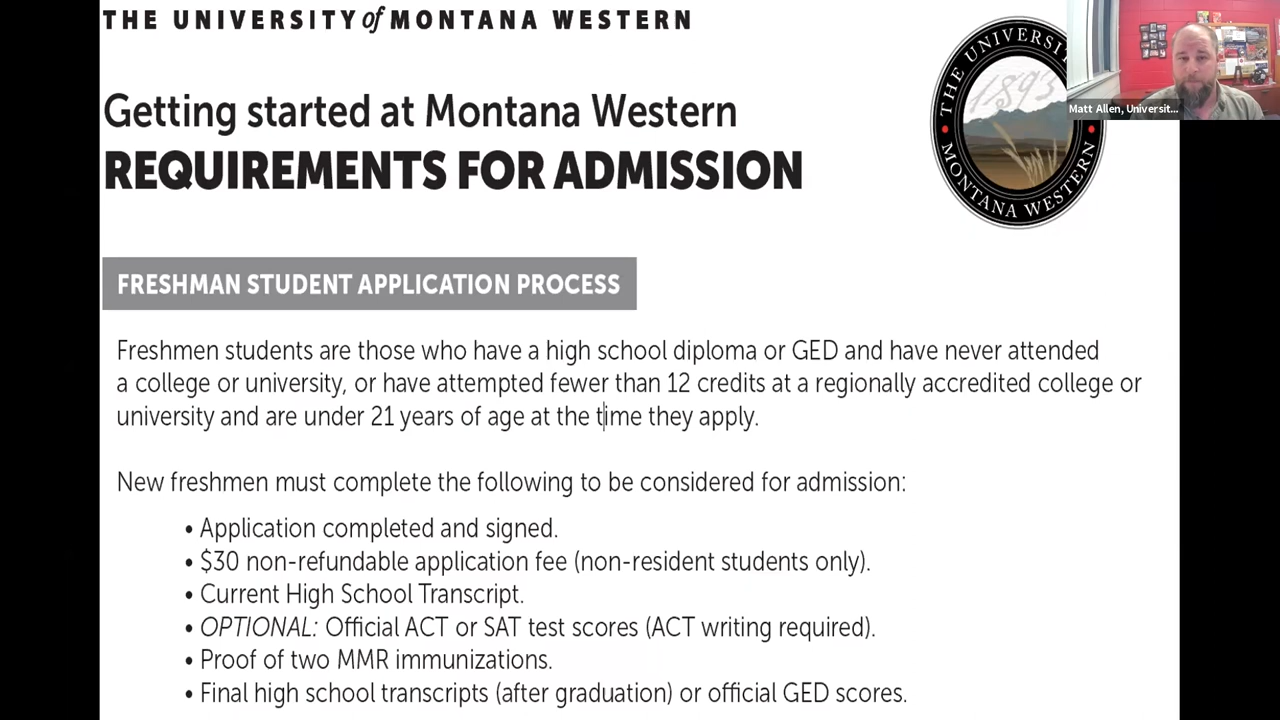 THE UNIVERSITY of MONTANA WESTERN
Getting started at Montana Western
REQUIREMENTS FOR ADMISSION
THE UNIVERSI
1893
MONTANA WESTERN
Matt Allen, Universit...
FRESHMAN STUDENT APPLICATION PROCESS
Freshmen students are those who have a high school diploma or GED and have never attended
a college or university, or have attempted fewer than 12 credits at a regionally accredited college or
university and are under 21 years of age at the time they apply.
New freshmen must complete the following to be considered for admission:
• Application completed and signed.
• $30 non-refundable application fee (non-resident students only).
• Current High School Transcript.
• OPTIONAL: Official ACT or SAT test scores (ACT writing required).
• Proof of two MMR immunizations.
• Final high school transcripts (after graduation) or official GED scores.